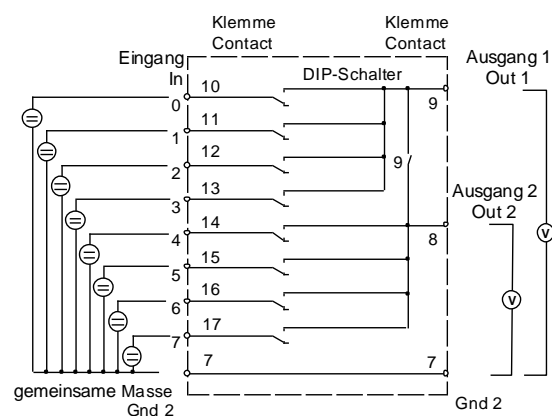 Klemme
Contact
Klemme
Contact
Eingang
In
DIP-Schalter
Ausgang 1
Out 1
10
0
9
11
1
12
2
9
13
3
Ausgang 2
Out 2
14
4
8
15
5
16
6
V
V
17
7
7
7
gemeinsame Masse
Gnd 2
Gnd 2